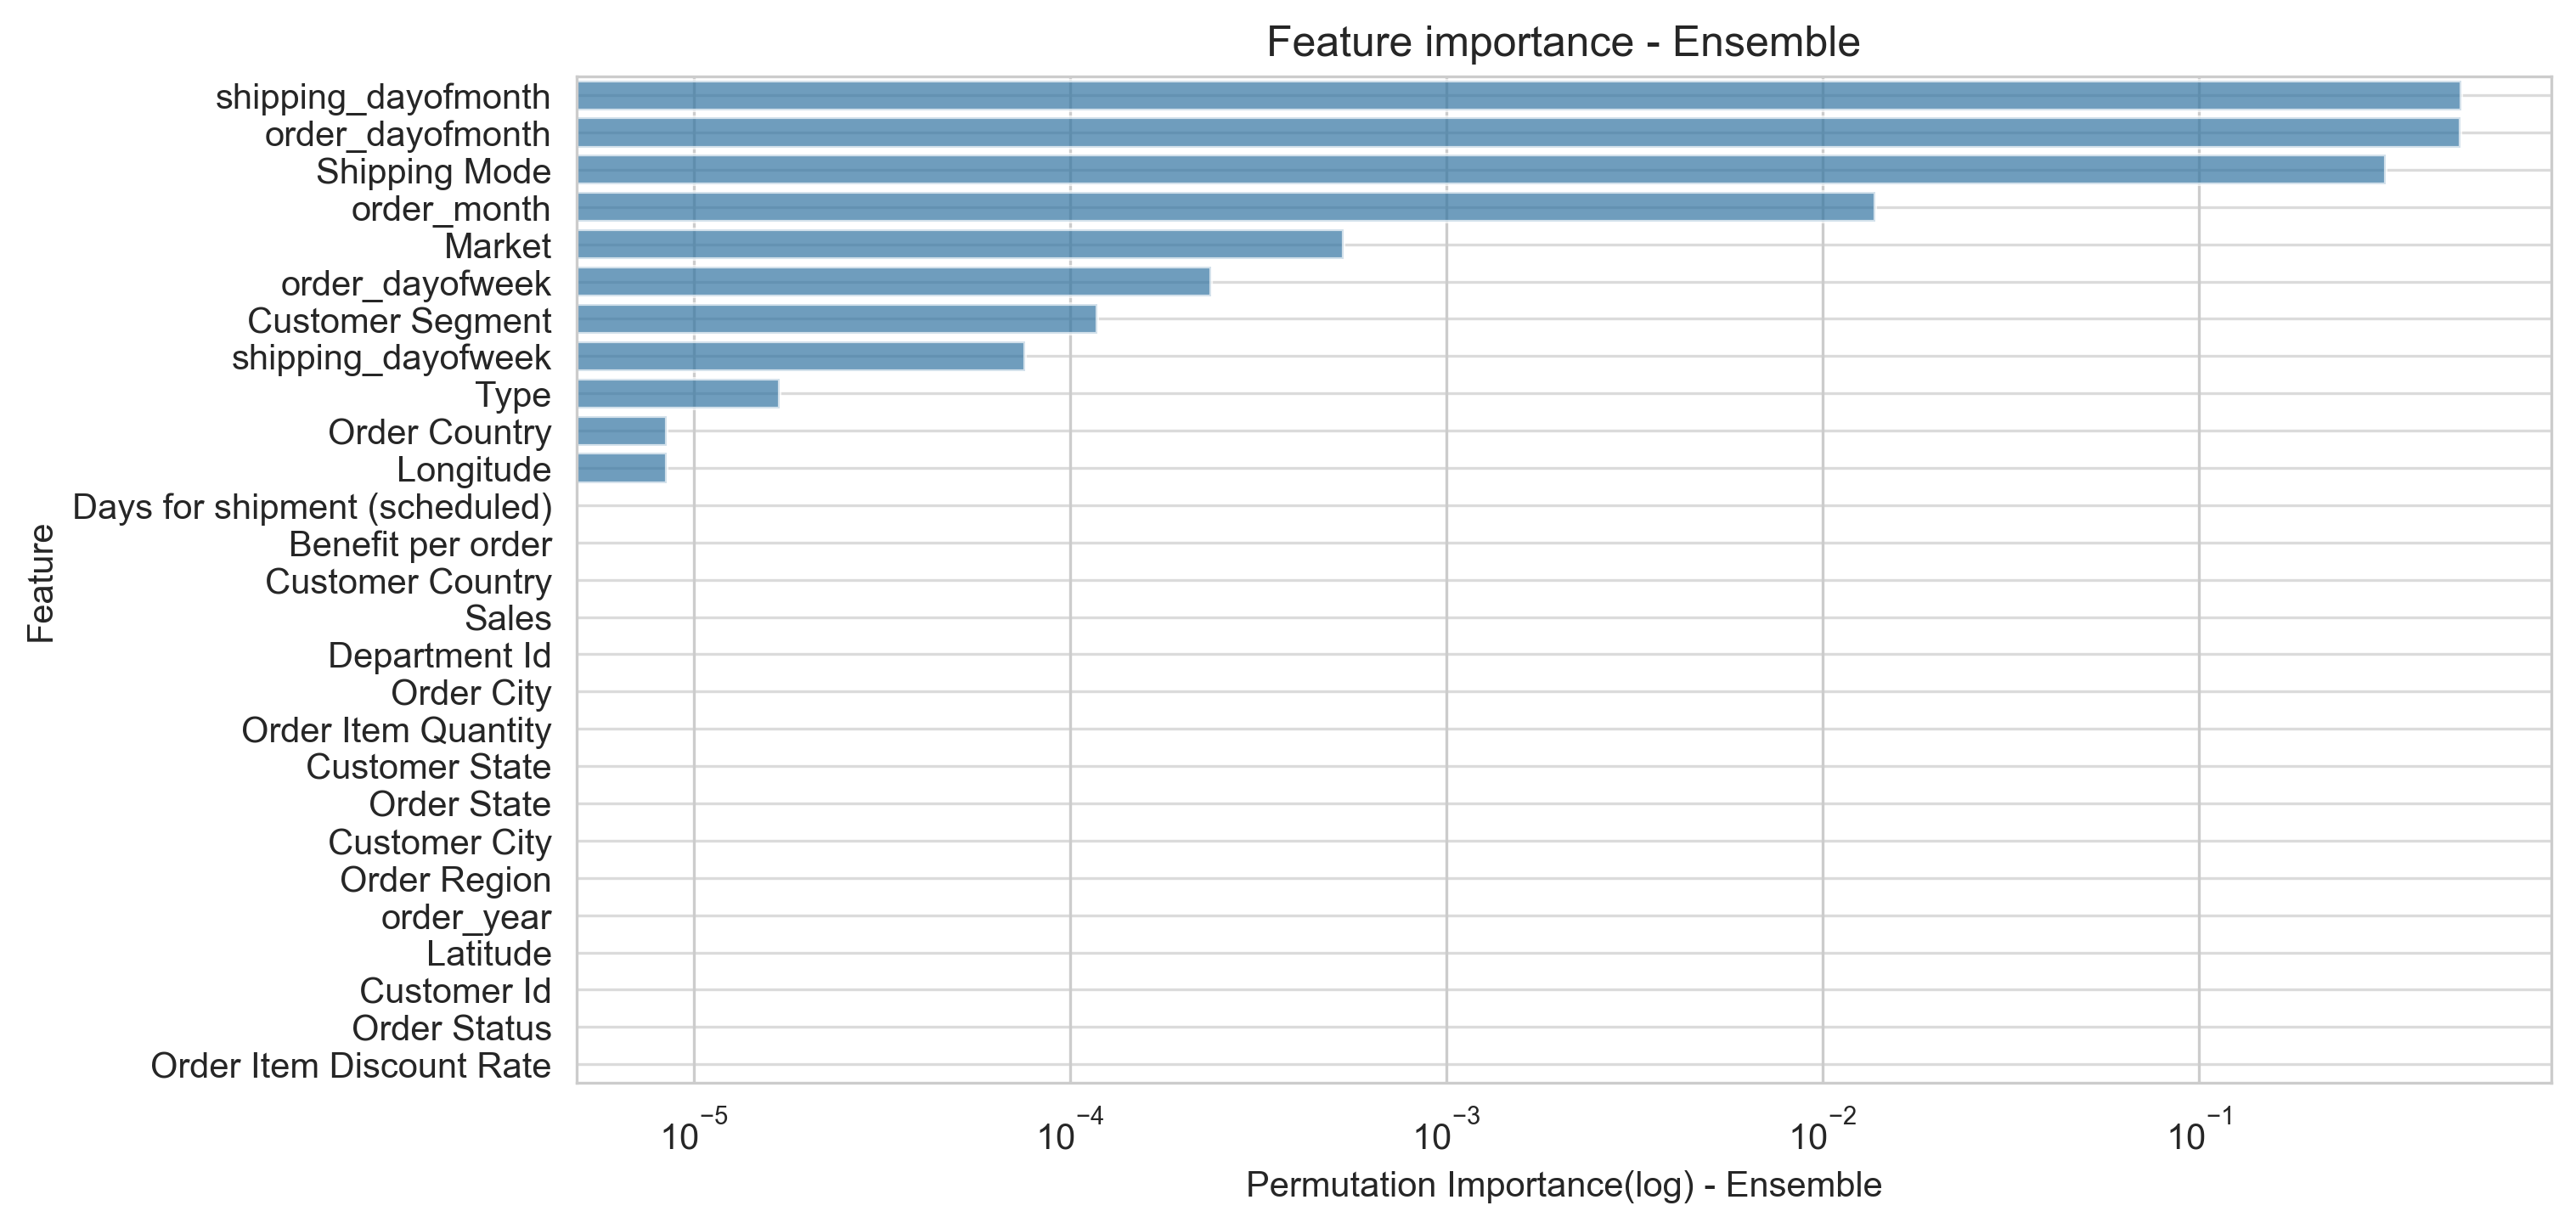 Feature importance - Ensemble
shipping_dayofmonth
order_dayofmonth
Shipping Mode
order_month
Market
order_dayofweek
Customer Segment
shipping_dayofweek
Type
Order Country
Longitude
Days for shipment (scheduled)
Benefit per order
Customer Country
Sales
Department Id
Order City
Order Item Quantity
Customer State
Order State
Customer City
Order Region
order_year
Latitude
Customer Id
Order Status
Order Item Discount Rate
Feature
10⁻⁵ 10⁻⁴ 10⁻³ 10⁻² 10⁻¹
Permutation Importance(log) - Ensemble